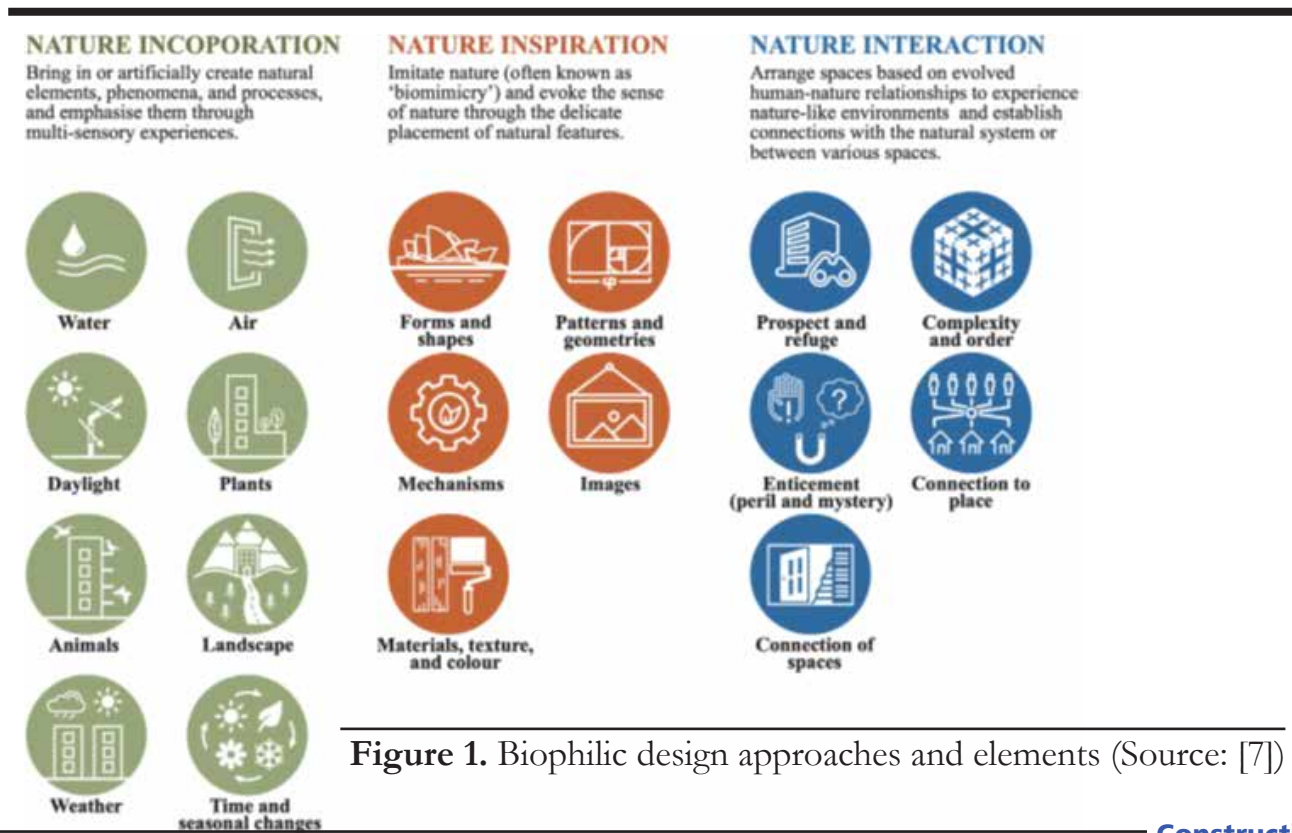 NATURE INCOPORATION
Bring in or artificially create natural
elements, phenomena, and processes,
and emphasise them through
multi-sensory experiences.
Water
Air
Daylight
Plants
Animals
Landscape
Weather
Time and
seasonal changes
NATURE INSPIRATION
Imitate nature (often known as
‘biomimicry’) and evoke the sense
of nature through the delicate
placement of natural features.
Forms and
shapes
φ
Patterns and
geometries
Mechanisms
Images
Materials, texture,
and colour
NATURE INTERACTION
Arrange spaces based on evolved
human-nature relationships to experience
nature-like environments and establish
connections with the natural system or
between various spaces.
Prospect and
refuge
Complexity
and order
!
?
Enticement
(peril and mystery)
Connection to
place
Connection of
spaces
Figure 1. Biophilic design approaches and elements (Source: [7])
Construct